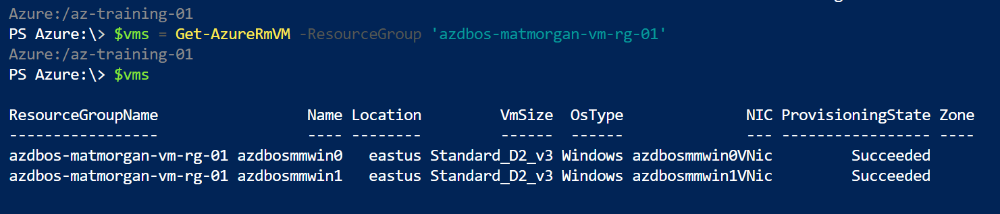 Azure:/az-training-01
PS Azure:\> $vms = Get-AzureRmVM -ResourceGroup 'azdbos-matmorgan-vm-rg-01'
Azure:/az-training-01
PS Azure:\> $vms
ResourceGroupName                 Name Location         VmSize  OsType              NIC ProvisioningState Zone
-----------------                 ---- --------         ------  ------              --- ----------------- ----
azdbos-matmorgan-vm-rg-01 azdbosmmwin0   eastus Standard_D2_v3 Windows azdbosmmwin0VNic         Succeeded
azdbos-matmorgan-vm-rg-01 azdbosmmwin1   eastus Standard_D2_v3 Windows azdbosmmwin1VNic         Succeeded